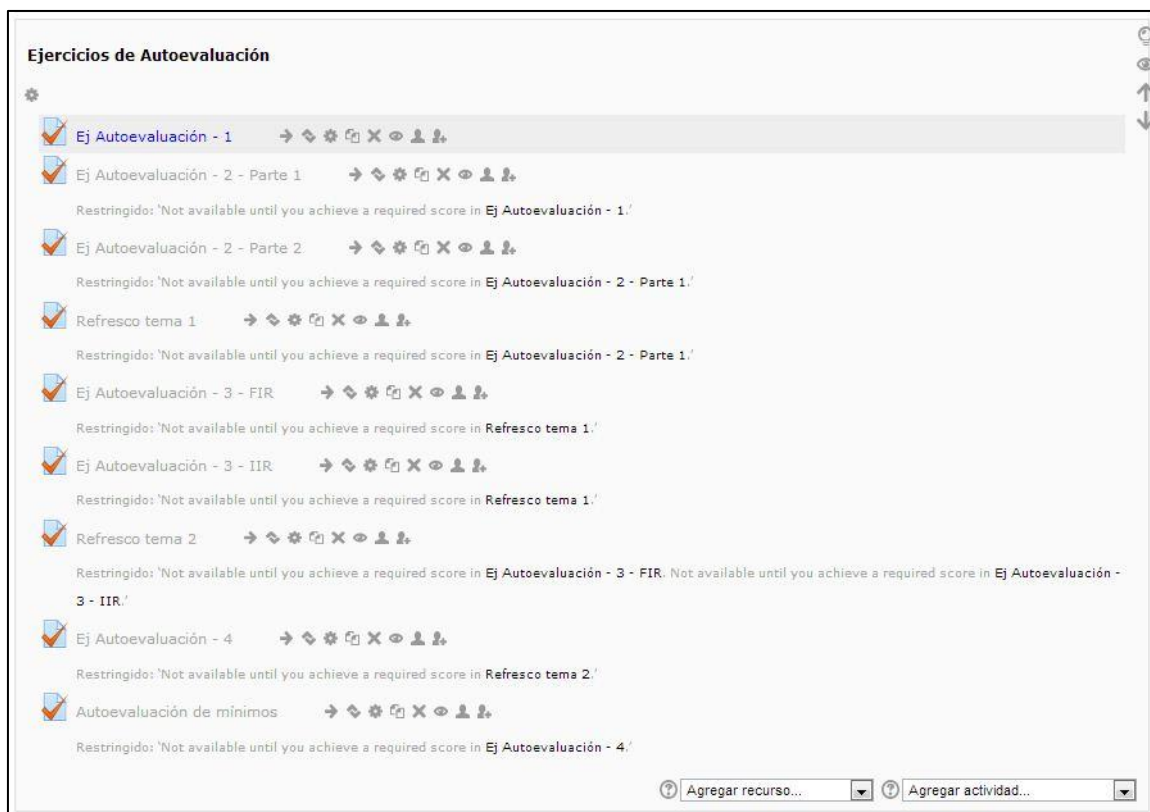 Ejercicios de Autoevaluación
Ej Autoevaluación - 1
Ej Autoevaluación - 2 - Parte 1
Restringido: 'Not available until you achieve a required score in Ej Autoevaluación - 1.'
Ej Autoevaluación - 2 - Parte 2
Restringido: 'Not available until you achieve a required score in Ej Autoevaluación - 2 - Parte 1.'
Refresco tema 1
Restringido: 'Not available until you achieve a required score in Ej Autoevaluación - 2 - Parte 1.'
Ej Autoevaluación - 3 - FIR
Restringido: 'Not available until you achieve a required score in Refresco tema 1.'
Ej Autoevaluación - 3 - IIR
Restringido: 'Not available until you achieve a required score in Refresco tema 1.'
Refresco tema 2
Restringido: 'Not available until you achieve a required score in Ej Autoevaluación - 3 - FIR. Not available until you achieve a required score in Ej Autoevaluación -
3 - IIR.'
Ej Autoevaluación - 4
Restringido: 'Not available until you achieve a required score in Refresco tema 2.'
Autoevaluación de mínimos
Restringido: 'Not available until you achieve a required score in Ej Autoevaluación - 4.'
Agregar recurso... Agregar actividad...